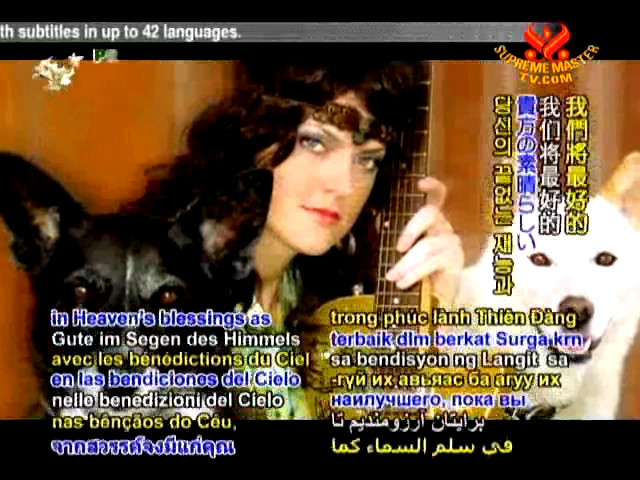 th subtitles in up to 42 languages.
SUPREME MASTER
TV.COM
我們將最好的
我们将最好的
貴方の素晴らしい
당신의 끝없는 재능과
in Heaven's blessings as
Gute im Segen des Himmels
avec les bénédictions du Ciel
en las bendiciones del Cielo
nelle benedizioni del Cielo
nas bênçãos do Céu,
จากสวรรค์จงมีแก่คุณ
trong phúc lành Thiên Đàng
terbaik dlm berkat Surga krn
sa bendisyon ng Langit sa
-гүй их авьяас ба агуу их
наилучшего, пока вы
برایتان آرزومندیم تا
في سلم السماء كما